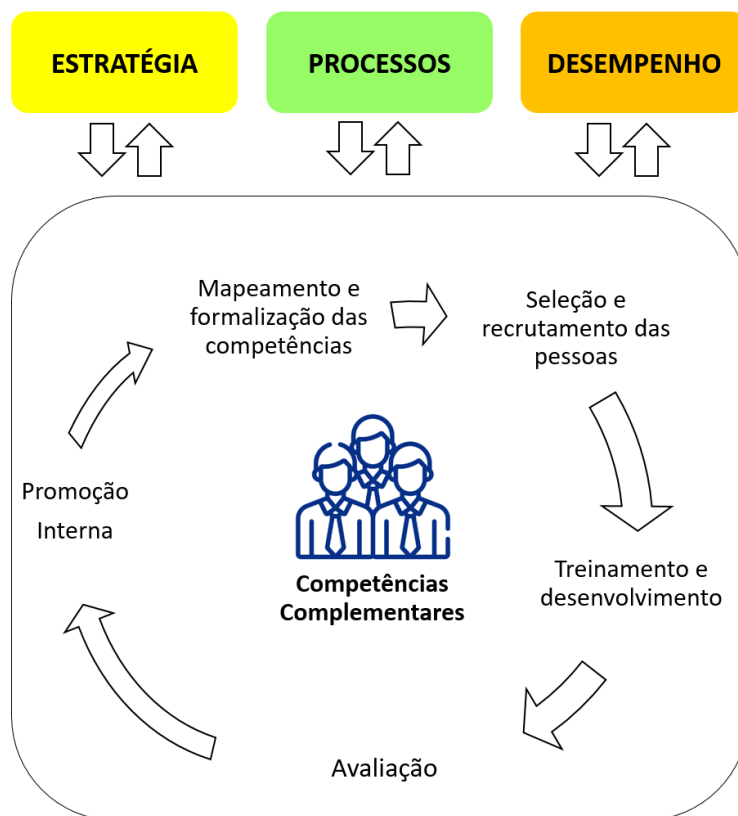 ESTRATÉGIA
PROCESSOS
DESEMPENHO
Mapeamento e
formalização das
competências
Seleção e
recrutamento das
pessoas
Treinamento e
desenvolvimento
Avaliação
Promoção
Interna
Competências
Complementares